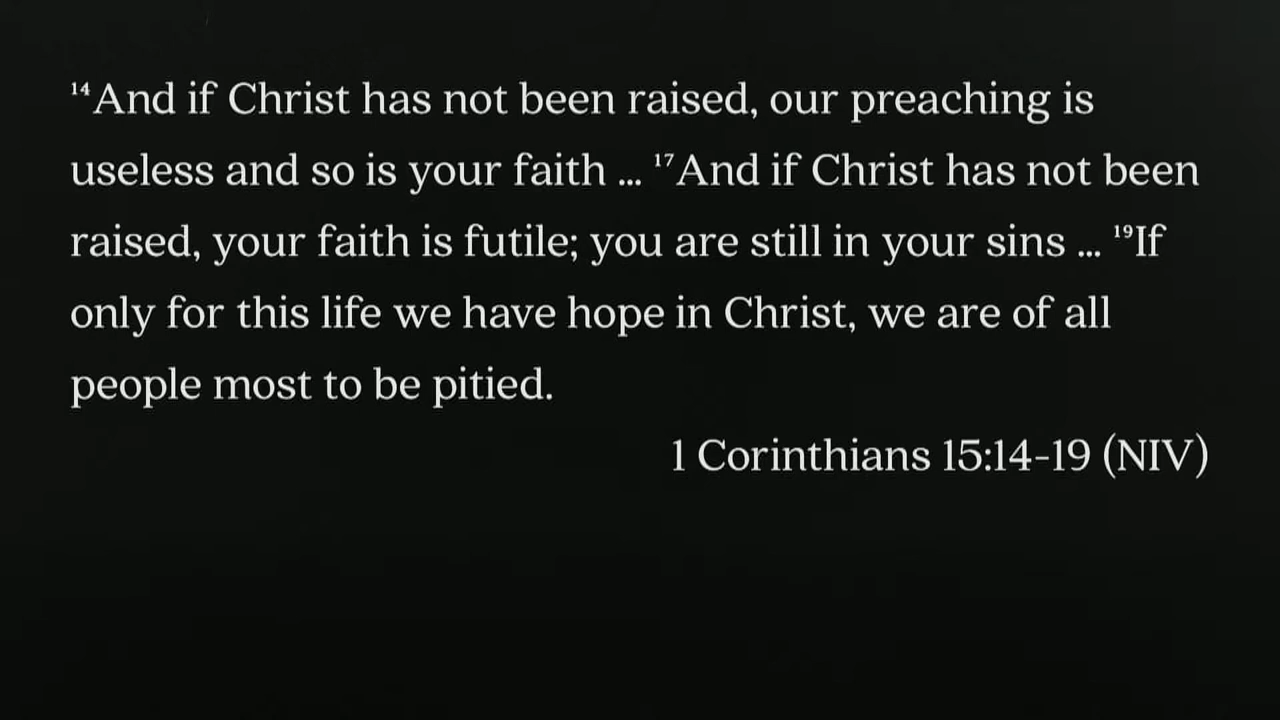 ¹⁴And if Christ has not been raised, our preaching is
useless and so is your faith ... ¹⁷And if Christ has not been
raised, your faith is futile; you are still in your sins ... ¹⁹If
only for this life we have hope in Christ, we are of all
people most to be pitied.
1 Corinthians 15:14-19 (NIV)